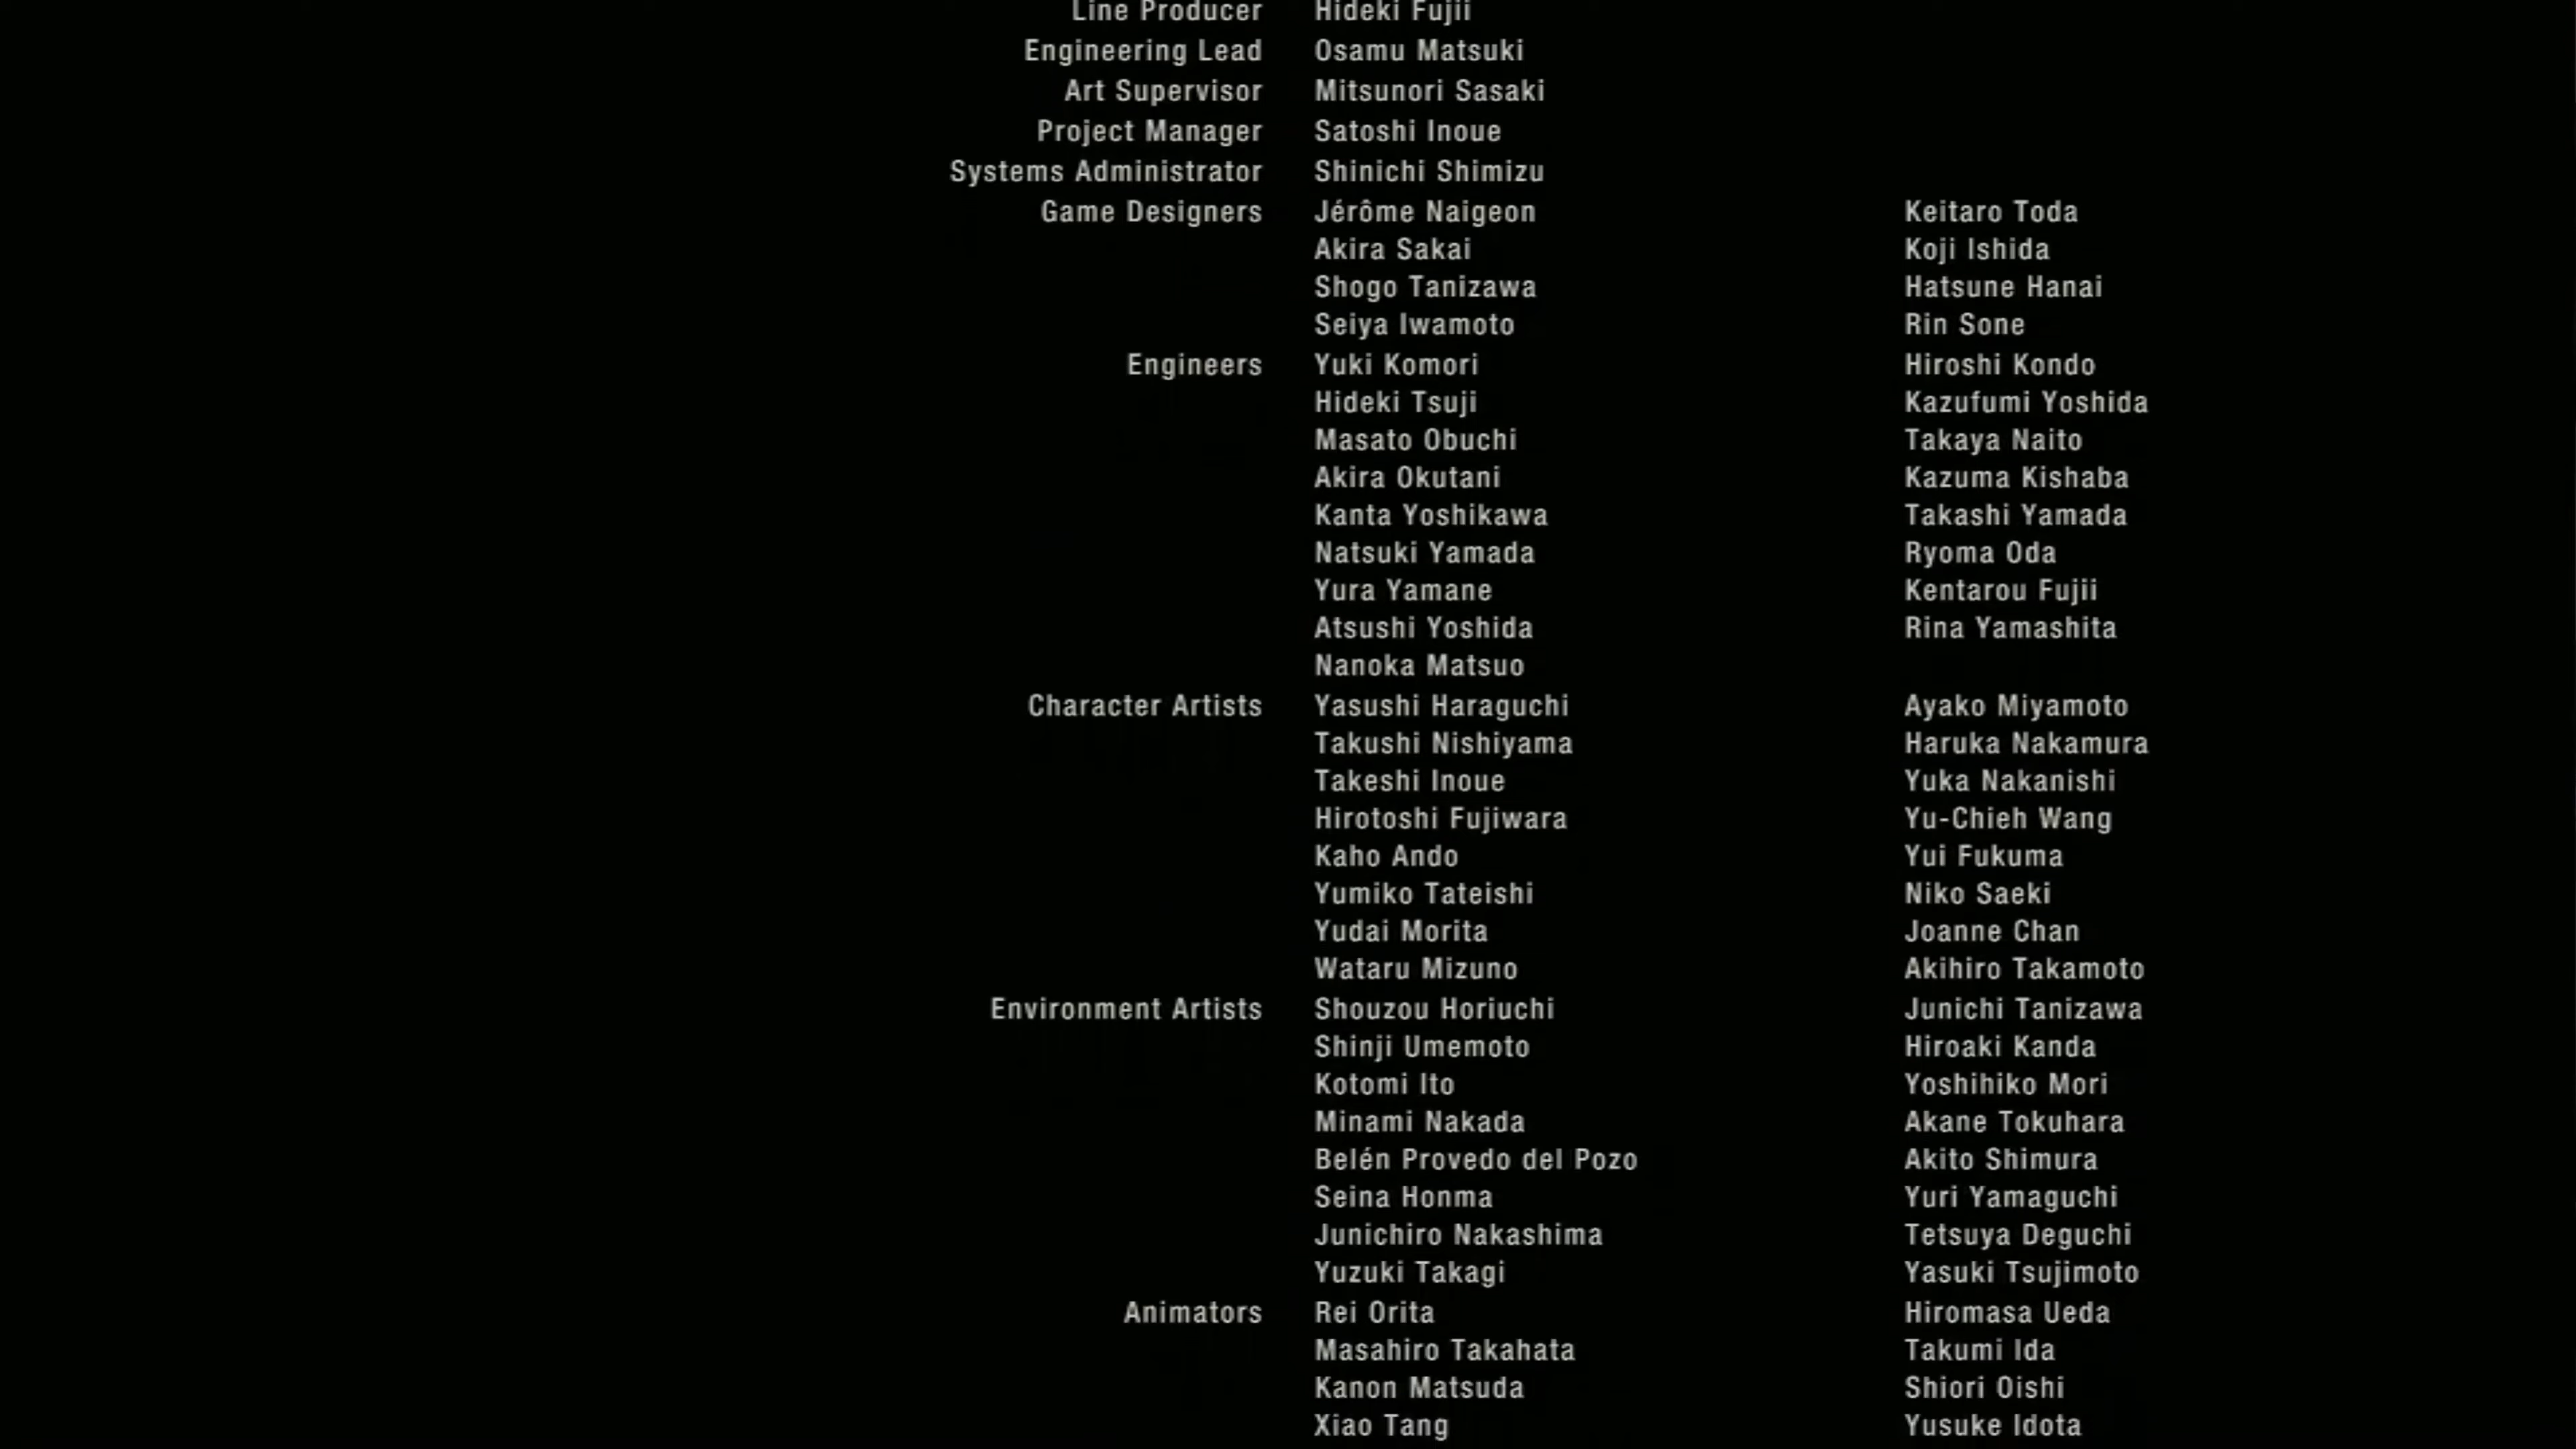 Line Producer Hideki Fujii
Engineering Lead Osamu Matsuki
Art Supervisor Mitsunori Sasaki
Project Manager Satoshi Inoue
Systems Administrator Shinichi Shimizu
Game Designers Jérôme Naigeon Keitaro Toda
Akira Sakai Koji Ishida
Shogo Tanizawa Hatsune Hanai
Seiya Iwamoto Rin Sone
Engineers Yuki Komori Hiroshi Kondo
Hideki Tsuji Kazufumi Yoshida
Masato Obuchi Takaya Naito
Akira Okutani Kazuma Kishaba
Kanta Yoshikawa Takashi Yamada
Natsuki Yamada Ryoma Oda
Yura Yamane Kentarou Fujii
Atsushi Yoshida Rina Yamashita
Nanoka Matsuo
Character Artists Yasushi Haraguchi Ayako Miyamoto
Takushi Nishiyama Haruka Nakamura
Takeshi Inoue Yuka Nakanishi
Hirotoshi Fujiwara Yu-Chieh Wang
Kaho Ando Yui Fukuma
Yumiko Tateishi Niko Saeki
Yudai Morita Joanne Chan
Wataru Mizuno Akihiro Takamoto
Environment Artists Shouzou Horiuchi Junichi Tanizawa
Shinji Umemoto Hiroaki Kanda
Kotomi Ito Yoshihiko Mori
Minami Nakada Akane Tokuhara
Belén Provedo del Pozo Akito Shimura
Seina Honma Yuri Yamaguchi
Junichiro Nakashima Tetsuya Deguchi
Yuzuki Takagi Yasuki Tsujimoto
Animators Rei Orita Hiromasa Ueda
Masahiro Takahata Takumi Ida
Kanon Matsuda Shiori Oishi
Xiao Tang Yusuke Idota